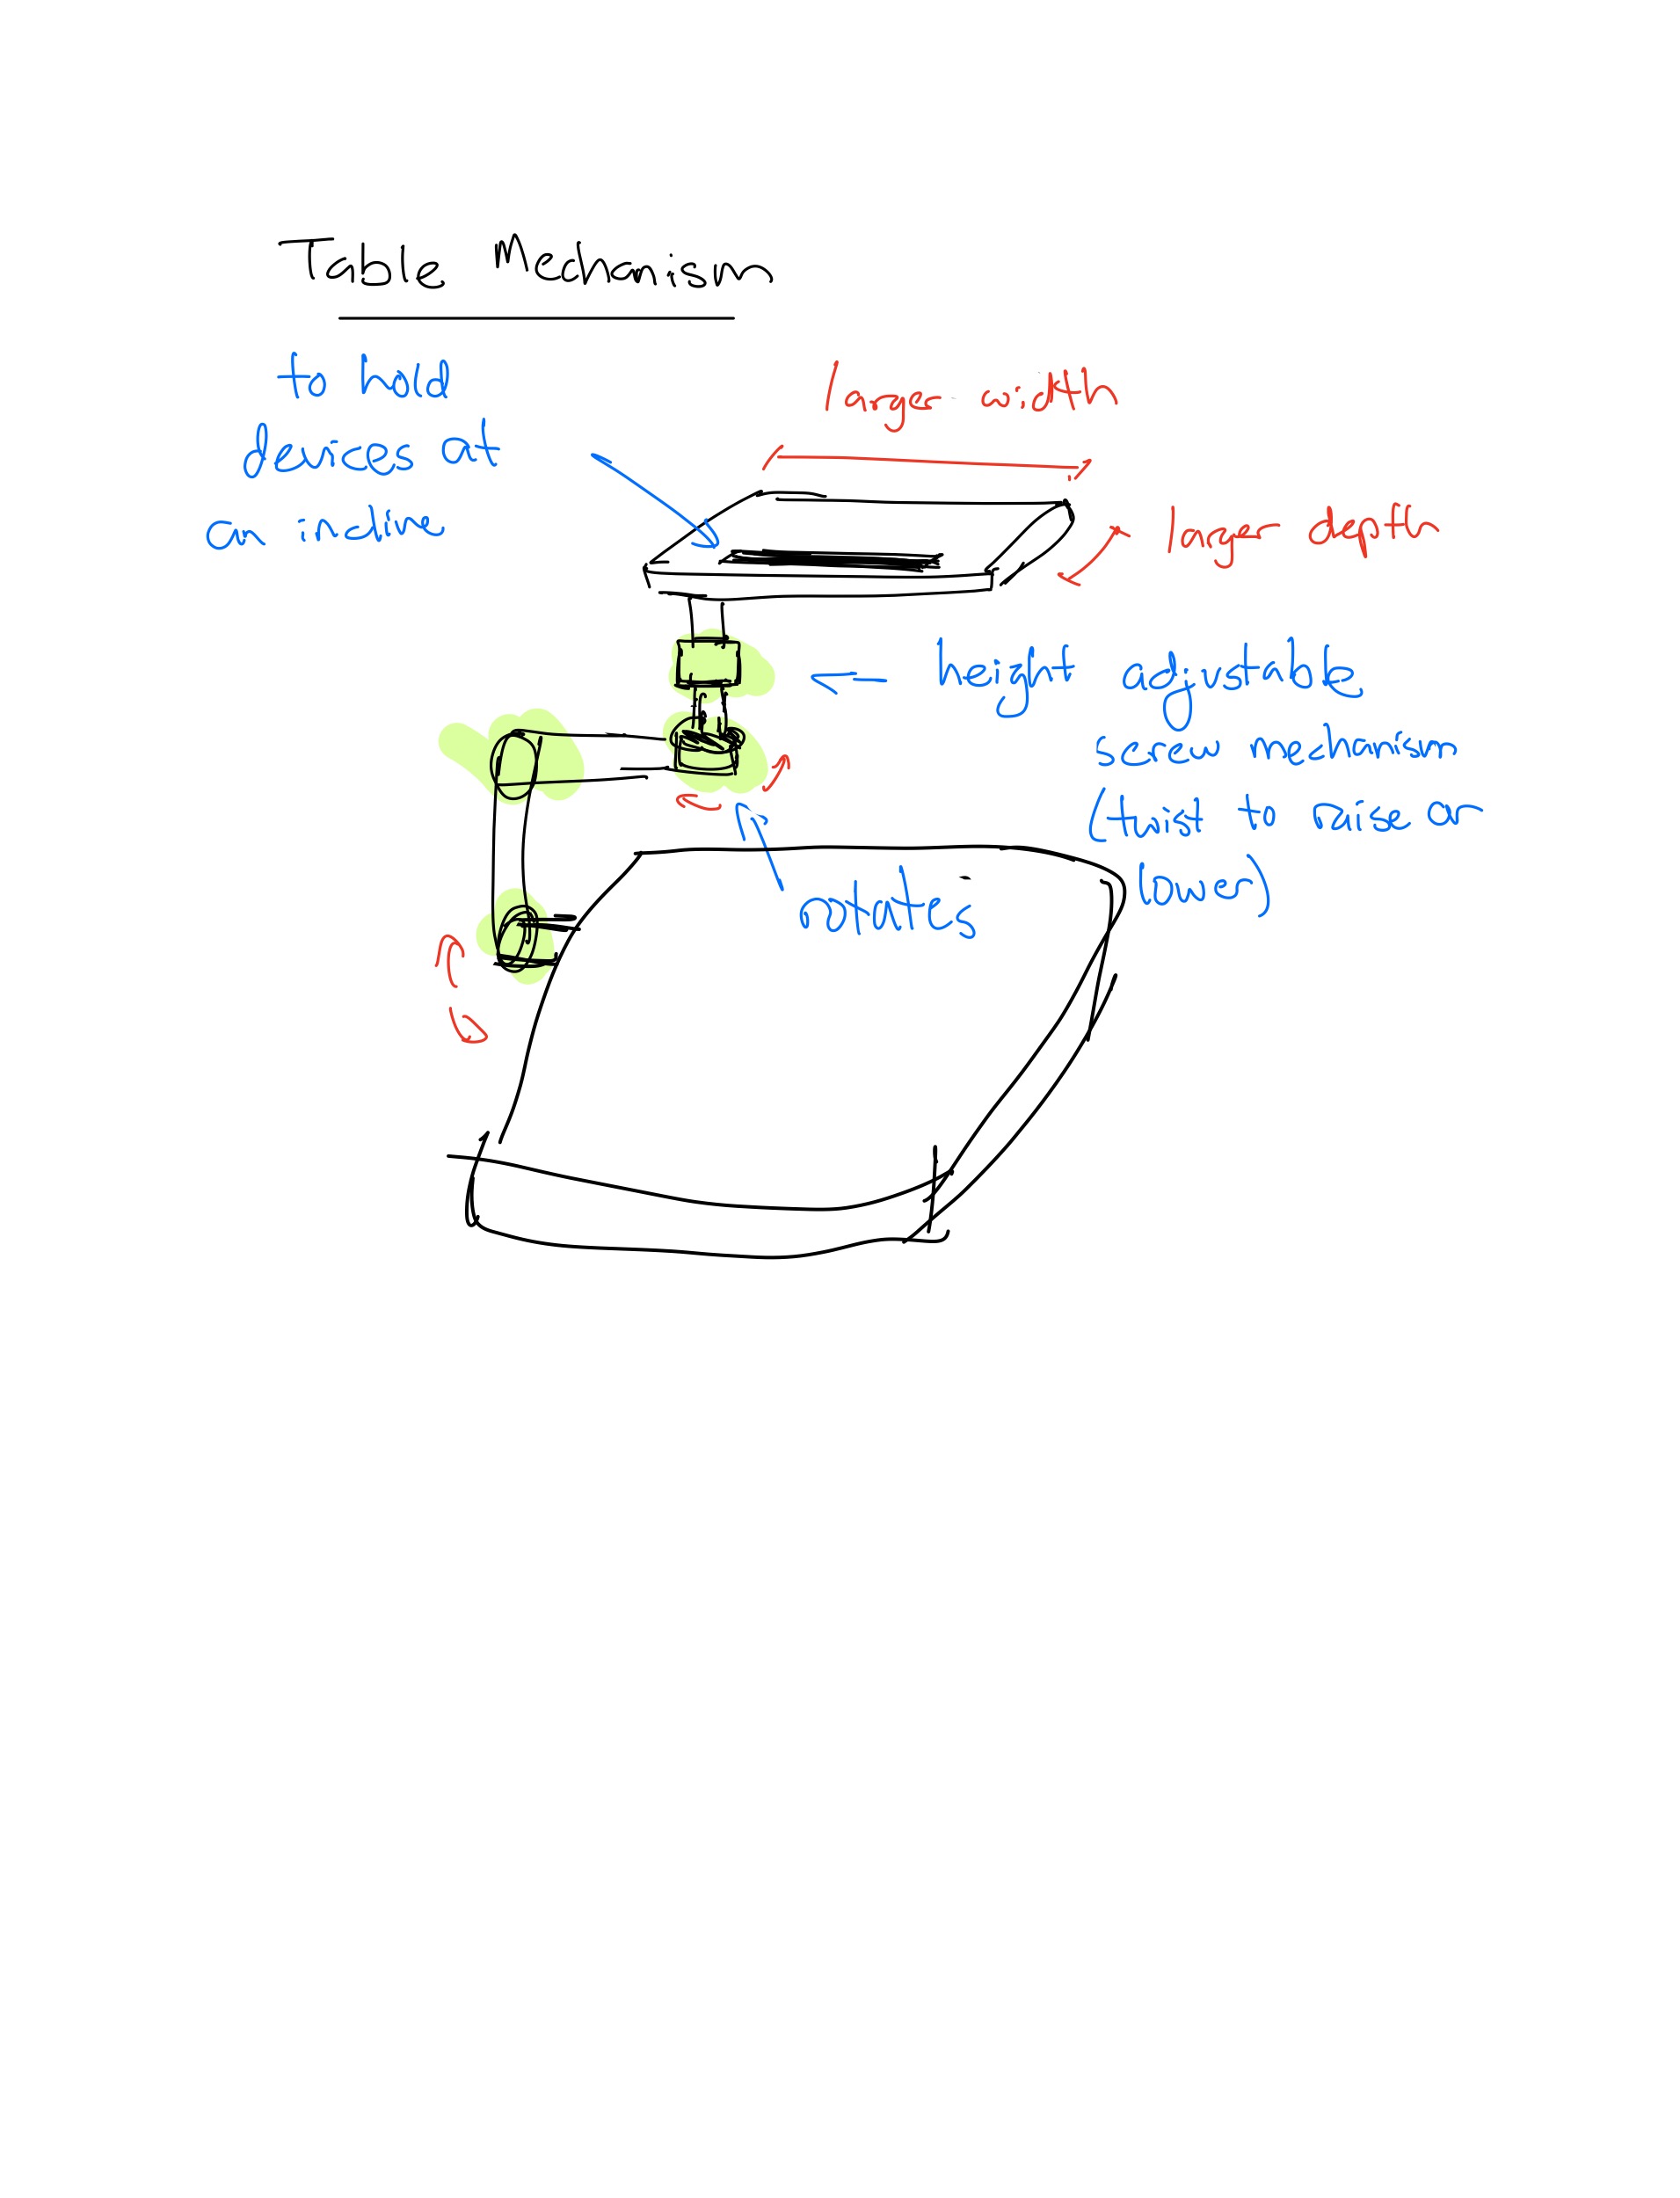 Table Mechanism
to hold
devices at
an incline
larger width
larger depth
height adjustable
screw mechanism
(twist to raise or
lower)
rotates